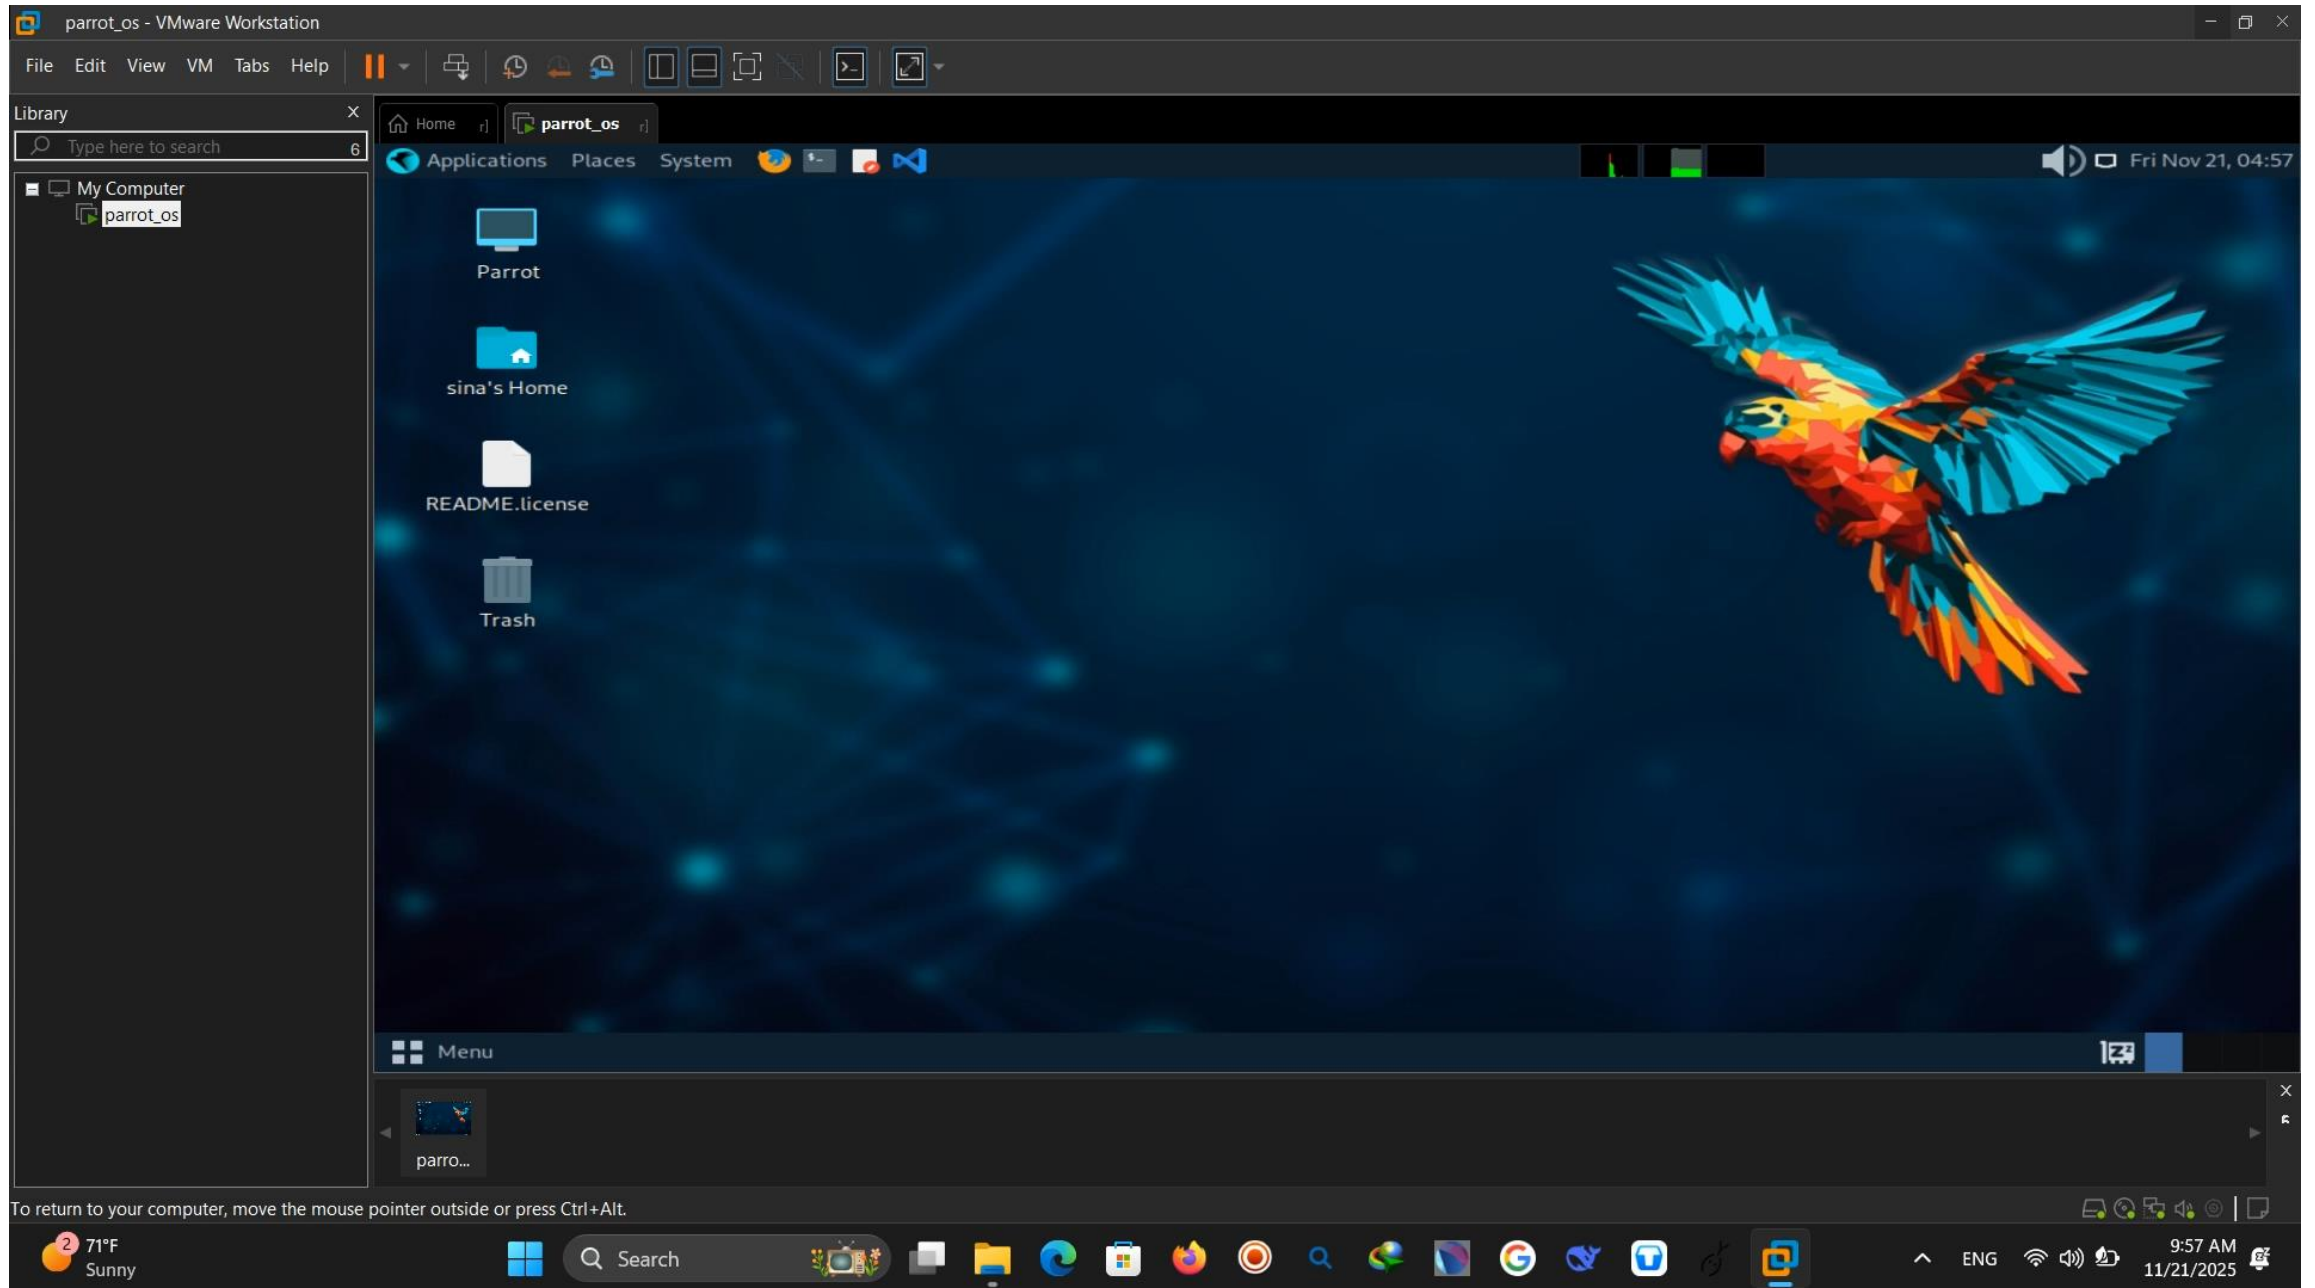 parrot_os - VMware Workstation
File Edit View VM Tabs Help
Library X
Type here to search
My Computer
parrot_os
Home
parrot_os
Applications Places System
Fri Nov 21, 04:57
Parrot
sina's Home
README.license
Trash
Menu
parro...
To return to your computer, move the mouse pointer outside or press Ctrl+Alt.
2
71°F
Sunny
Search
ENG
9:57 AM
11/21/2025